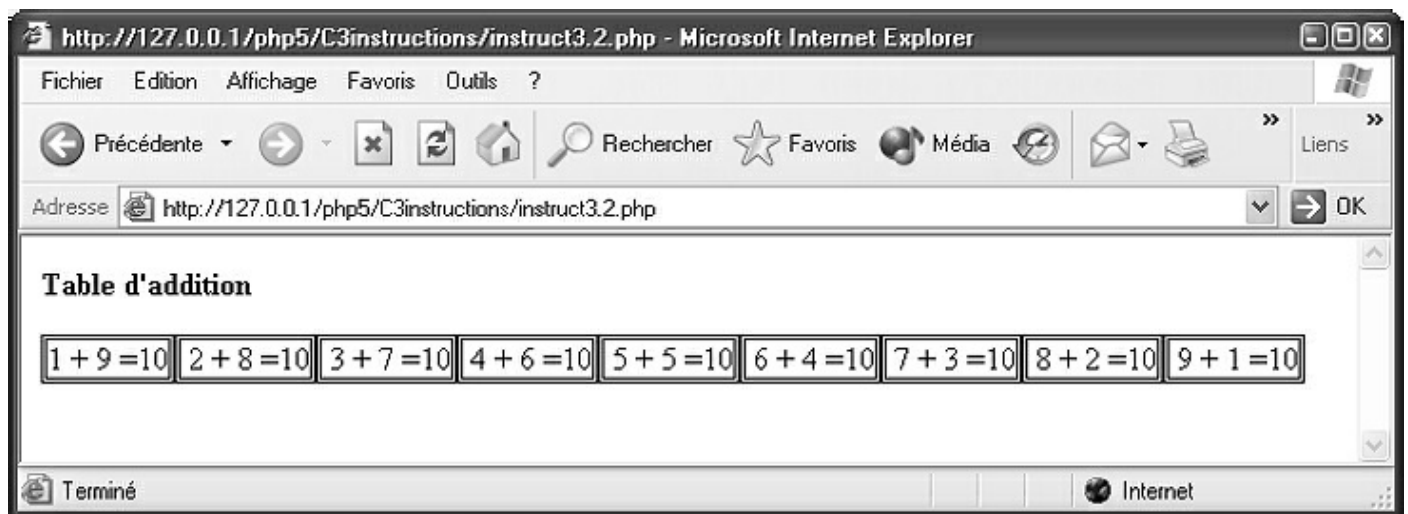 http://127.0.0.1/php5/C3instructions/instruct3.2.php - Microsoft Internet Explorer
Fichier Edition Affichage Favoris Outils ?
Précédente Rechercher Favoris Média » Liens »
Adresse http://127.0.0.1/php5/C3instructions/instruct3.2.php OK
Table d'addition
1 + 9 =10 2 + 8 =10 3 + 7 =10 4 + 6 =10 5 + 5 =10 6 + 4 =10 7 + 3 =10 8 + 2 =10 9 + 1 =10
Terminé Internet